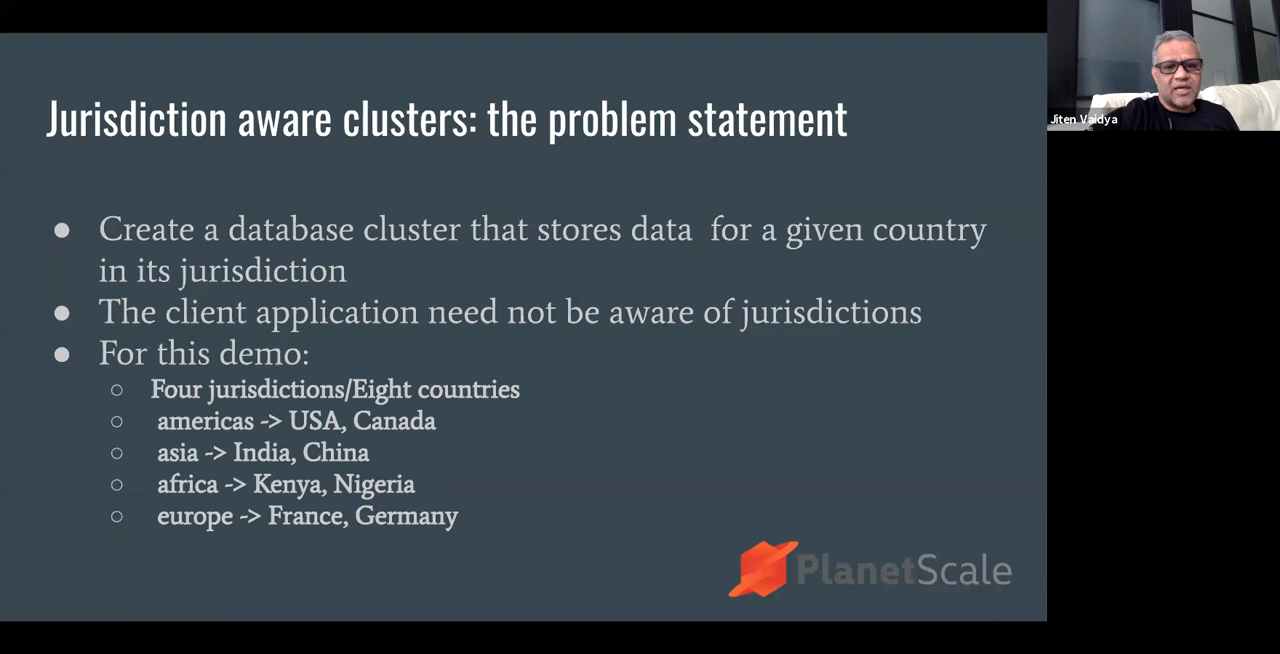 Jurisdiction aware clusters: the problem statement
● Create a database cluster that stores data  for a given country
in its jurisdiction
● The client application need not be aware of jurisdictions
● For this demo:
○ Four jurisdictions/Eight countries
○ americas -> USA, Canada
○ asia -> India, China
○ africa -> Kenya, Nigeria
○ europe -> France, Germany
PlanetScale
Jiten Vaidya